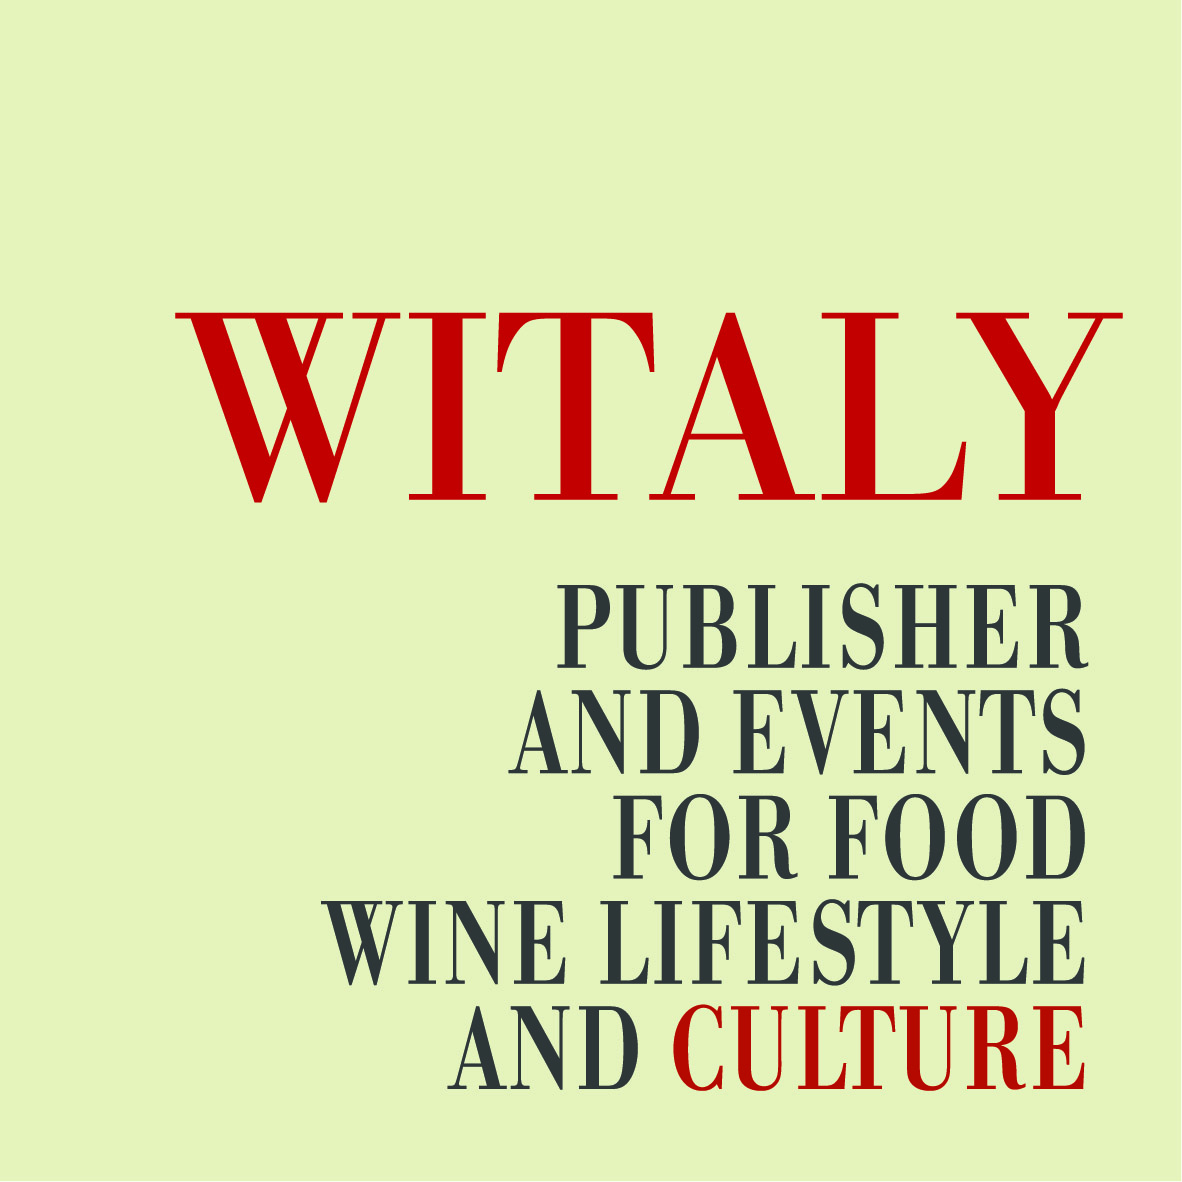 WITALY
PUBLISHER
AND EVENTS
FOR FOOD
WINE LIFESTYLE
AND CULTURE